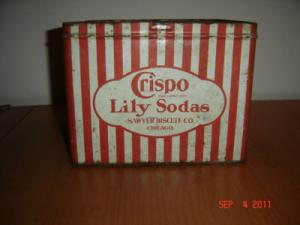 Crispo
Lily Sodas
SAWYER BISCUIT CO.
CHICAGO.
SEP 4 2011